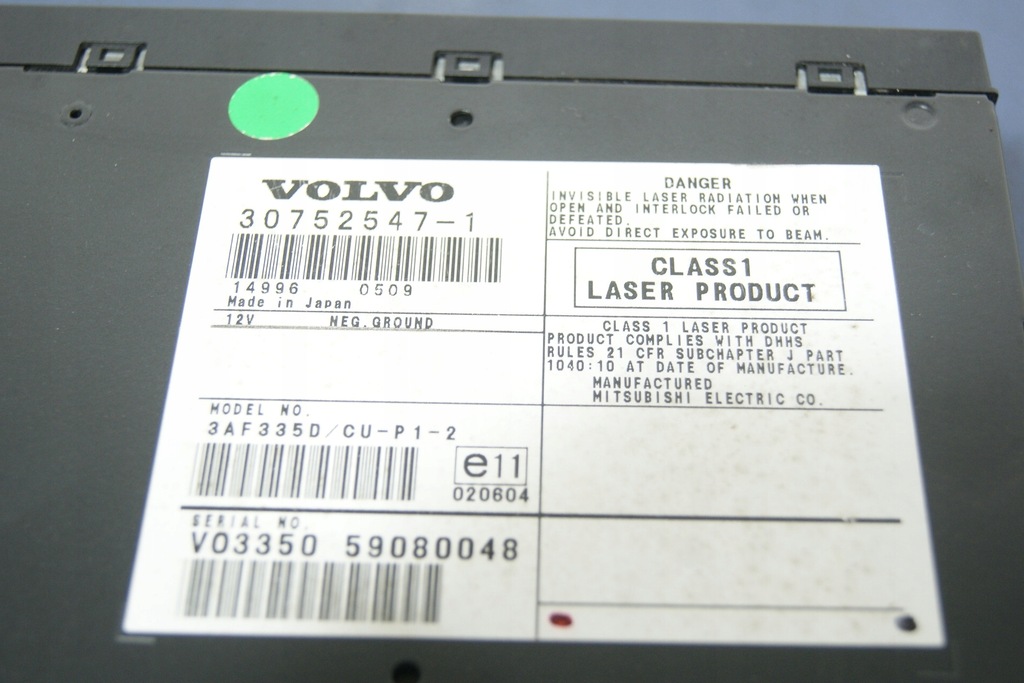 VOLVO
30752547-1
14996 0509
Made in Japan
12V NEG.GROUND
MODEL NO.
3AF335D/CU-P1-2
e11
020604
SERIAL NO.
V03350 59080048
DANGER
INVISIBLE LASER RADIATION WHEN
OPEN AND INTERLOCK FAILED OR
DEFEATED.
AVOID DIRECT EXPOSURE TO BEAM.
CLASS1
LASER PRODUCT
CLASS 1 LASER PRODUCT
PRODUCT COMPLIES WITH DHHS
RULES 21 CFR SUBCHAPTER J PART
1040:10 AT DATE OF MANUFACTURE.
MANUFACTURED
MITSUBISHI ELECTRIC CO.